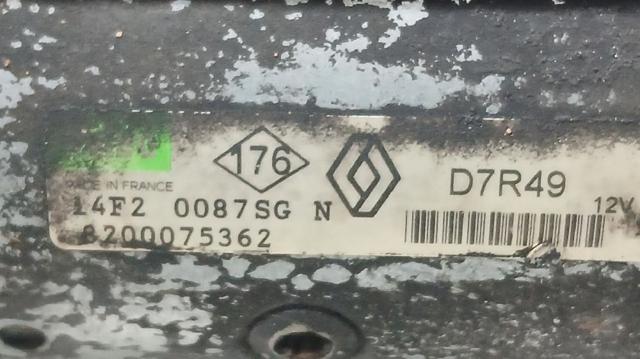 176
D7R49
MADE IN FRANCE
14F2 0087SG N
12V
8200075362